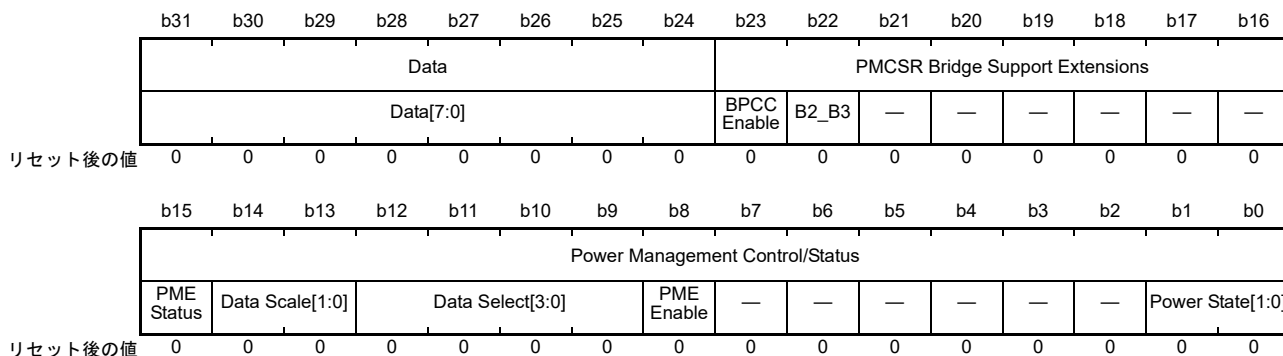 b31 b30 b29 b28 b27 b26 b25 b24 b23 b22 b21 b20 b19 b18 b17 b16
Data PMCSR Bridge Support Extensions
Data[7:0] BPCC Enable B2_B3 — — — — — —
リセット後の値 0 0 0 0 0 0 0 0 0 0 0 0 0 0 0 0
b15 b14 b13 b12 b11 b10 b9 b8 b7 b6 b5 b4 b3 b2 b1 b0
Power Management Control/Status
PME Status Data Scale[1:0] Data Select[3:0] PME Enable — — — — — — Power State[1:0]
リセット後の値 0 0 0 0 0 0 0 0 0 0 0 0 0 0 0 0